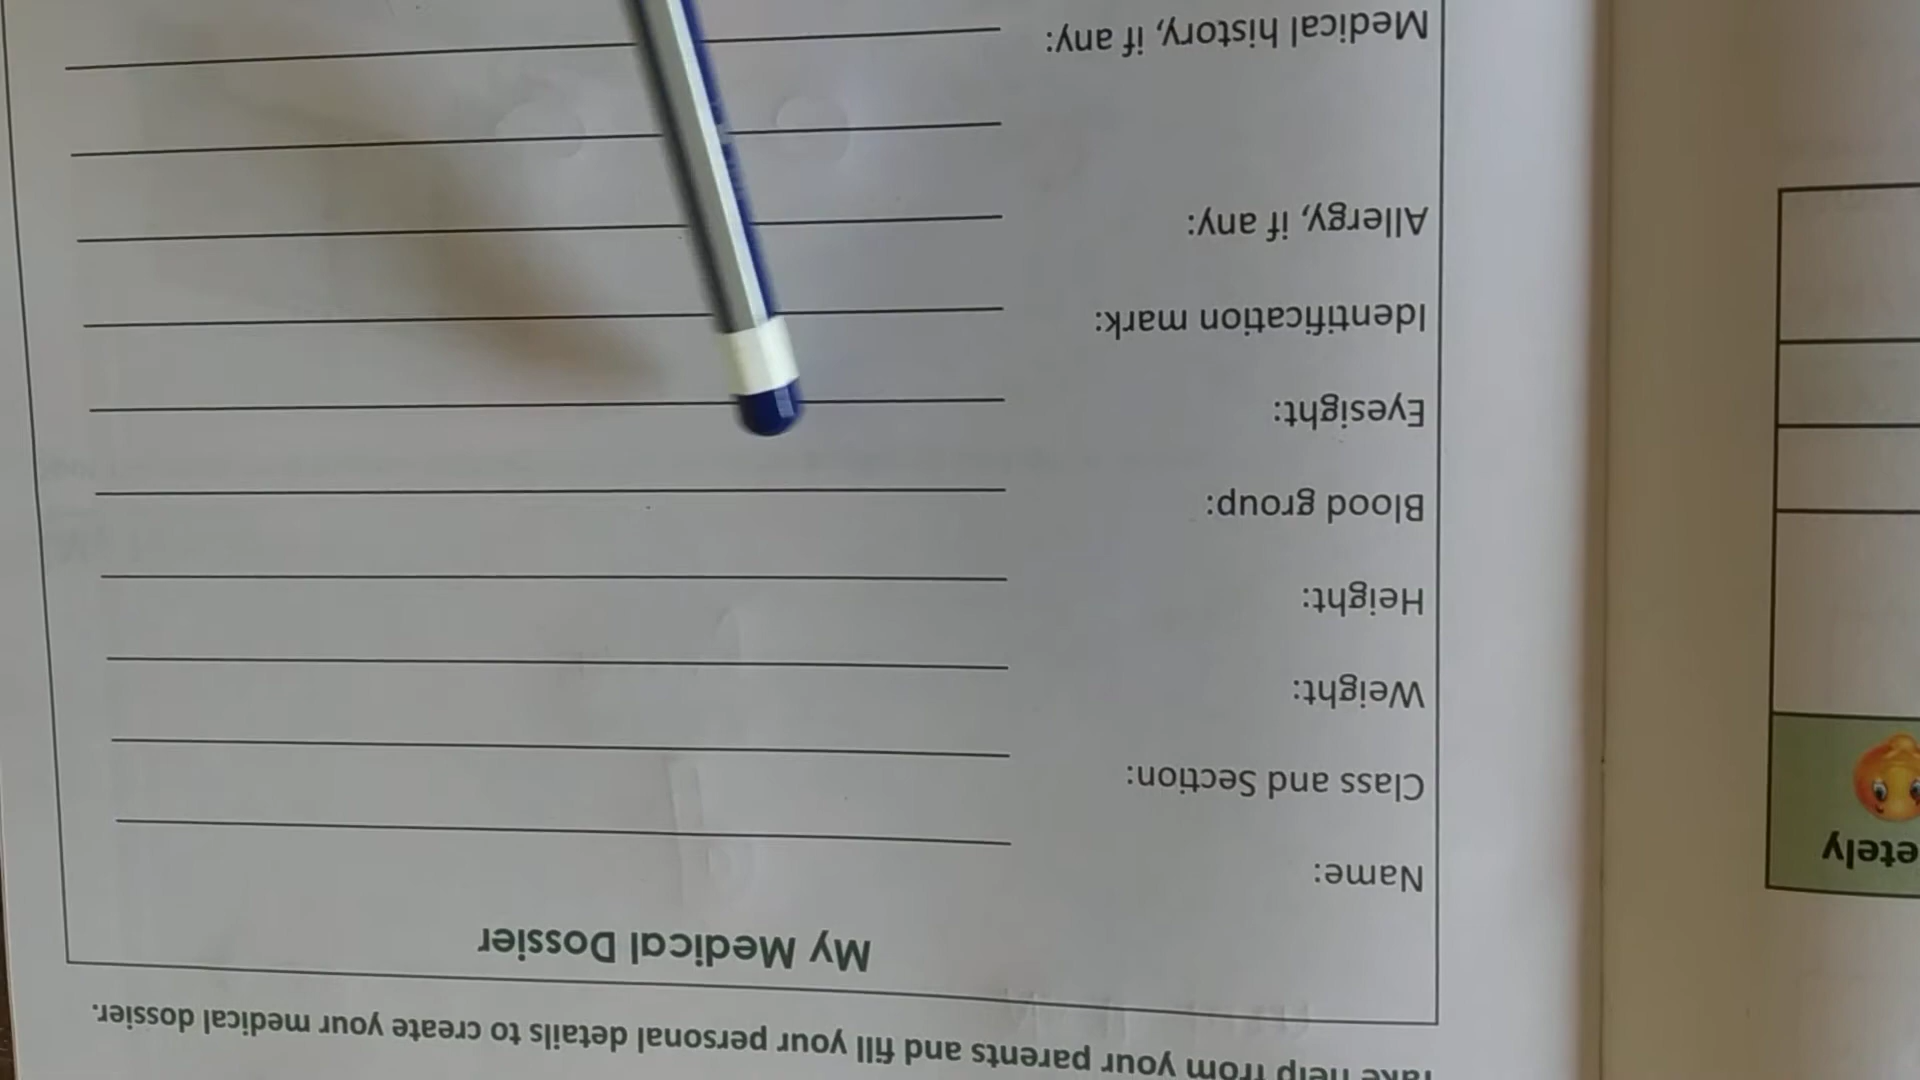 Take help from your parents and fill your personal details to create your medical dossier.
My Medical Dossier
Name:
Class and Section:
Weight:
Height:
Blood group:
Eyesight:
Identification mark:
Allergy, if any:
Medical history, if any:
etely